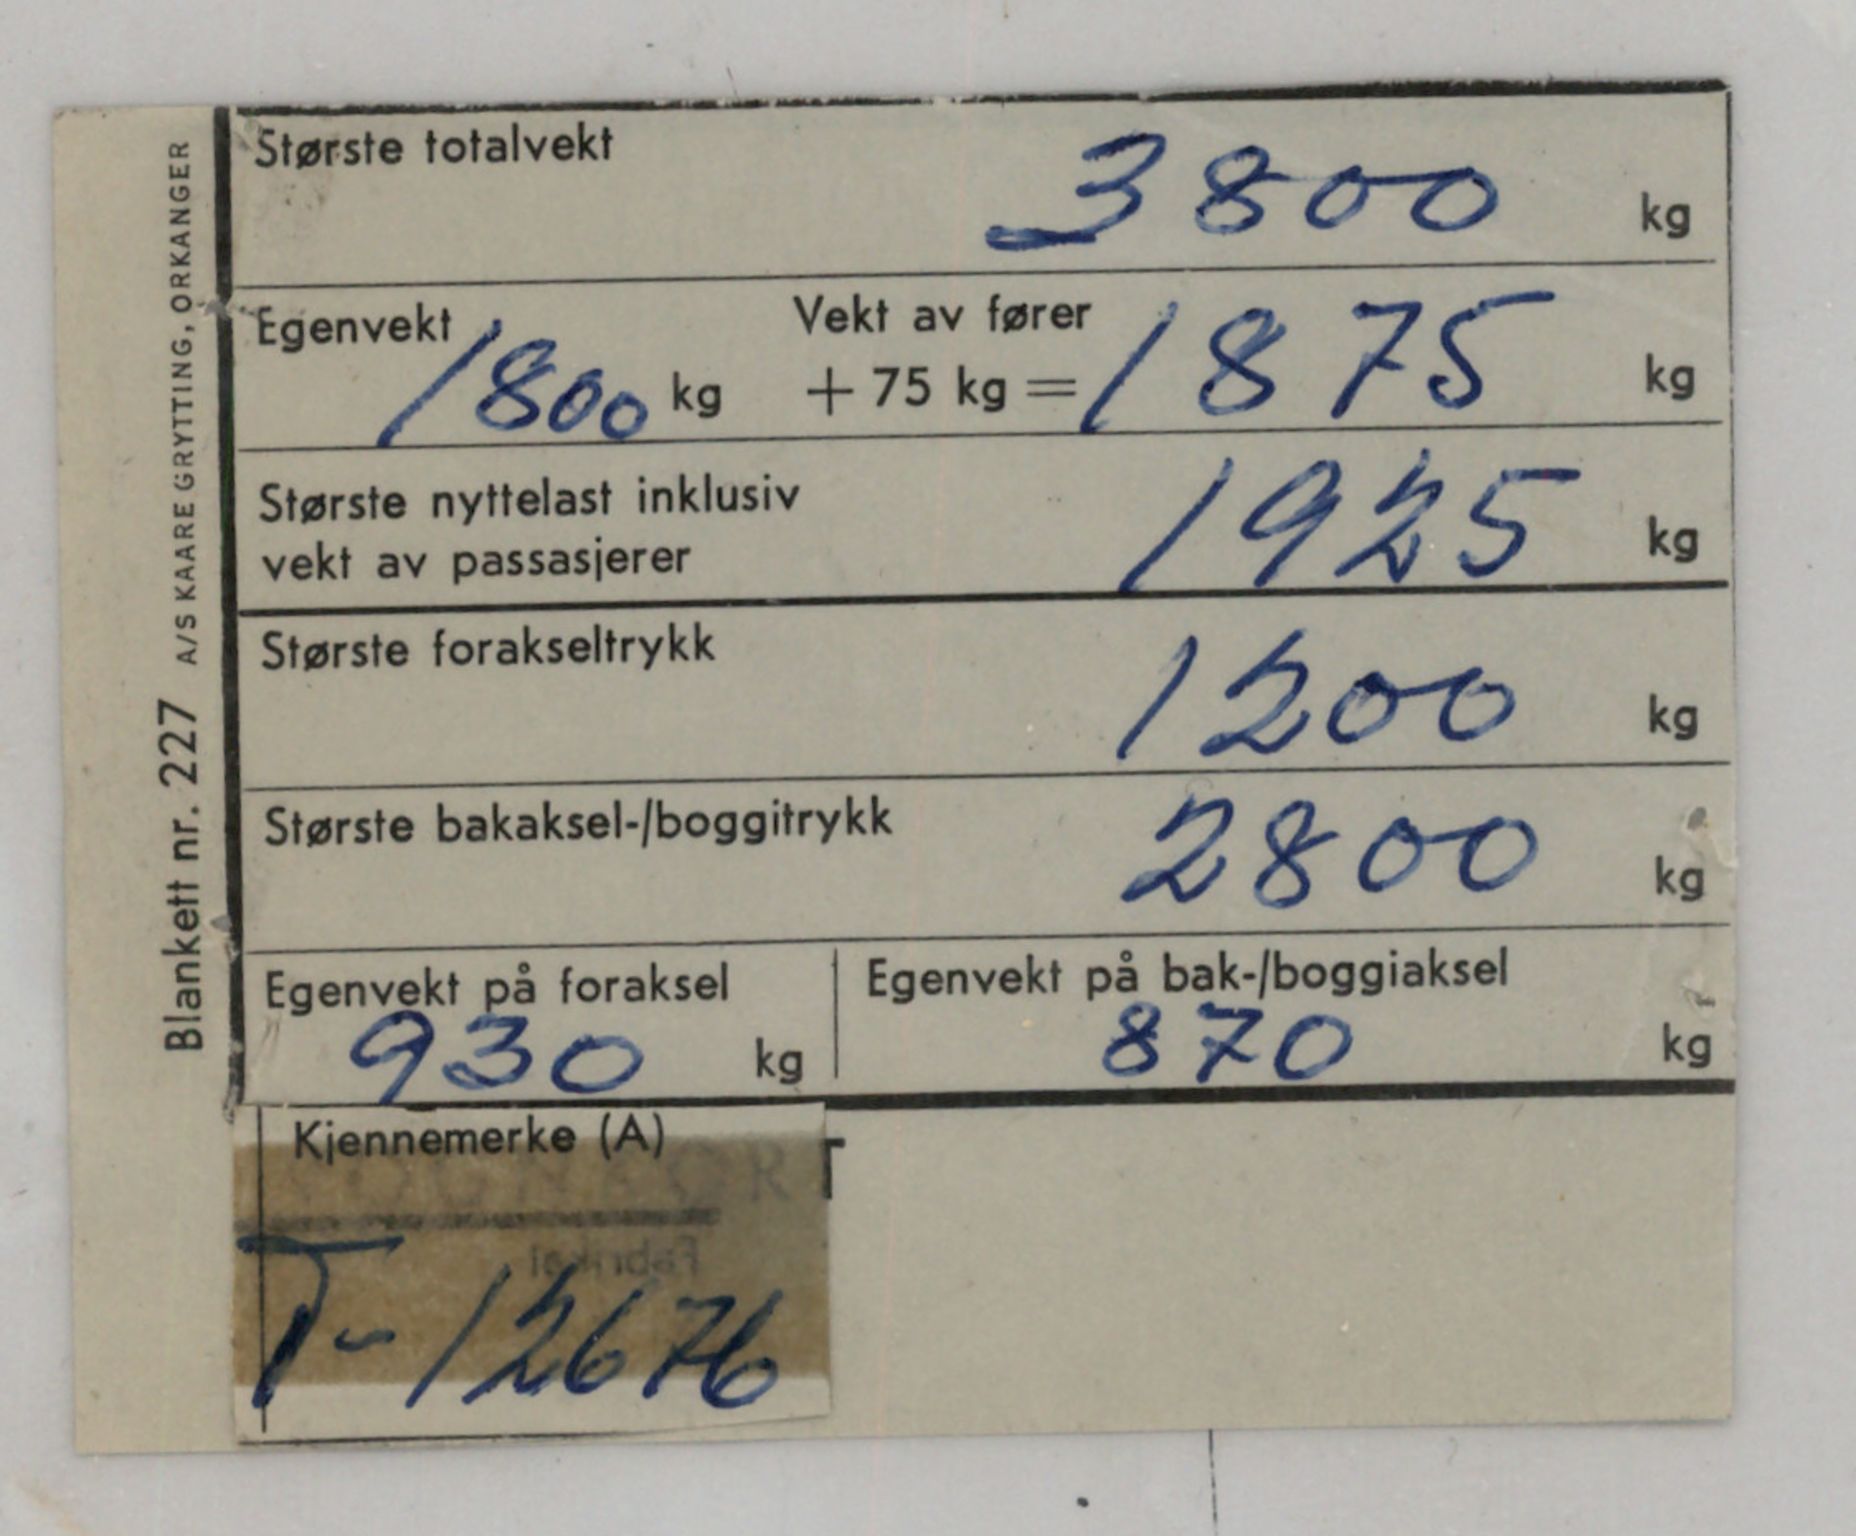 Største totalvekt
3800 kg
Egenvekt 1800 kg
Vekt av fører
+ 75 kg = 1875 kg
Største nyttelast inklusiv
vekt av passasjerer
1925 kg
Største forakseltrykk
1200 kg
Største bakaksel-/boggitrykk
2800 kg
Egenvekt på foraksel
930 kg
Egenvekt på bak-/boggiaksel
870 kg
Kjennemerke (A)
T-12676
Fabrikat
Blankett nr. 227 A/S KAARE GRYTTING, ORKANGER